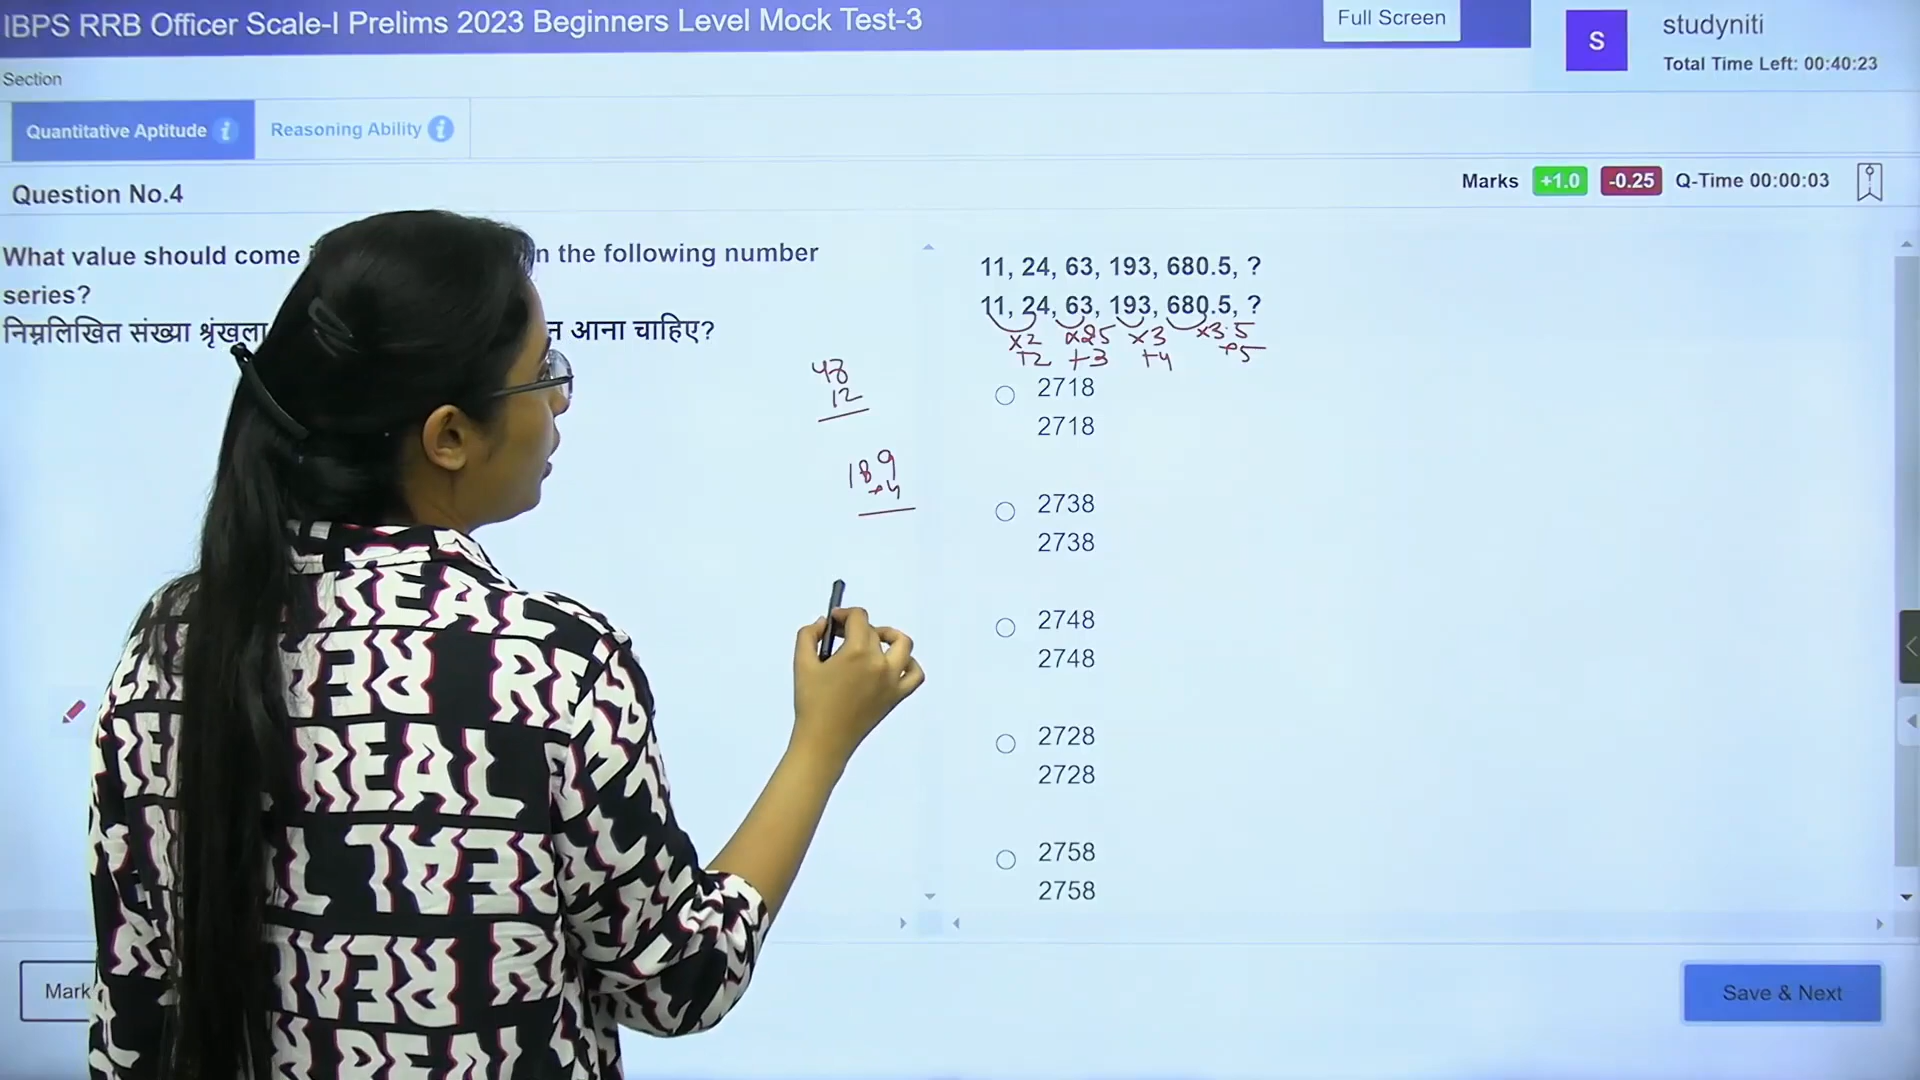 IBPS RRB Officer Scale-I Prelims 2023 Beginners Level Mock Test-3
Full Screen
S
studyniti
Total Time Left: 00:40:23
Section
Quantitative Aptitude i
Reasoning Ability i
Question No.4
Marks +1.0 -0.25 Q-Time 00:00:03
What value should come
n the following number
series?
निम्नलिखित संख्या श्रृंखला
न आना चाहिए?
48
12
189
+4
11, 24, 63, 193, 680.5, ?
11, 24, 63, 193, 680.5, ?
×2 ×25 ×3 ×3.5
+2 +3 +4 +5
2718
2718
2738
2738
2748
2748
2728
2728
2758
2758
Mark
Save & Next
REAL
REAL
REAL
REAL